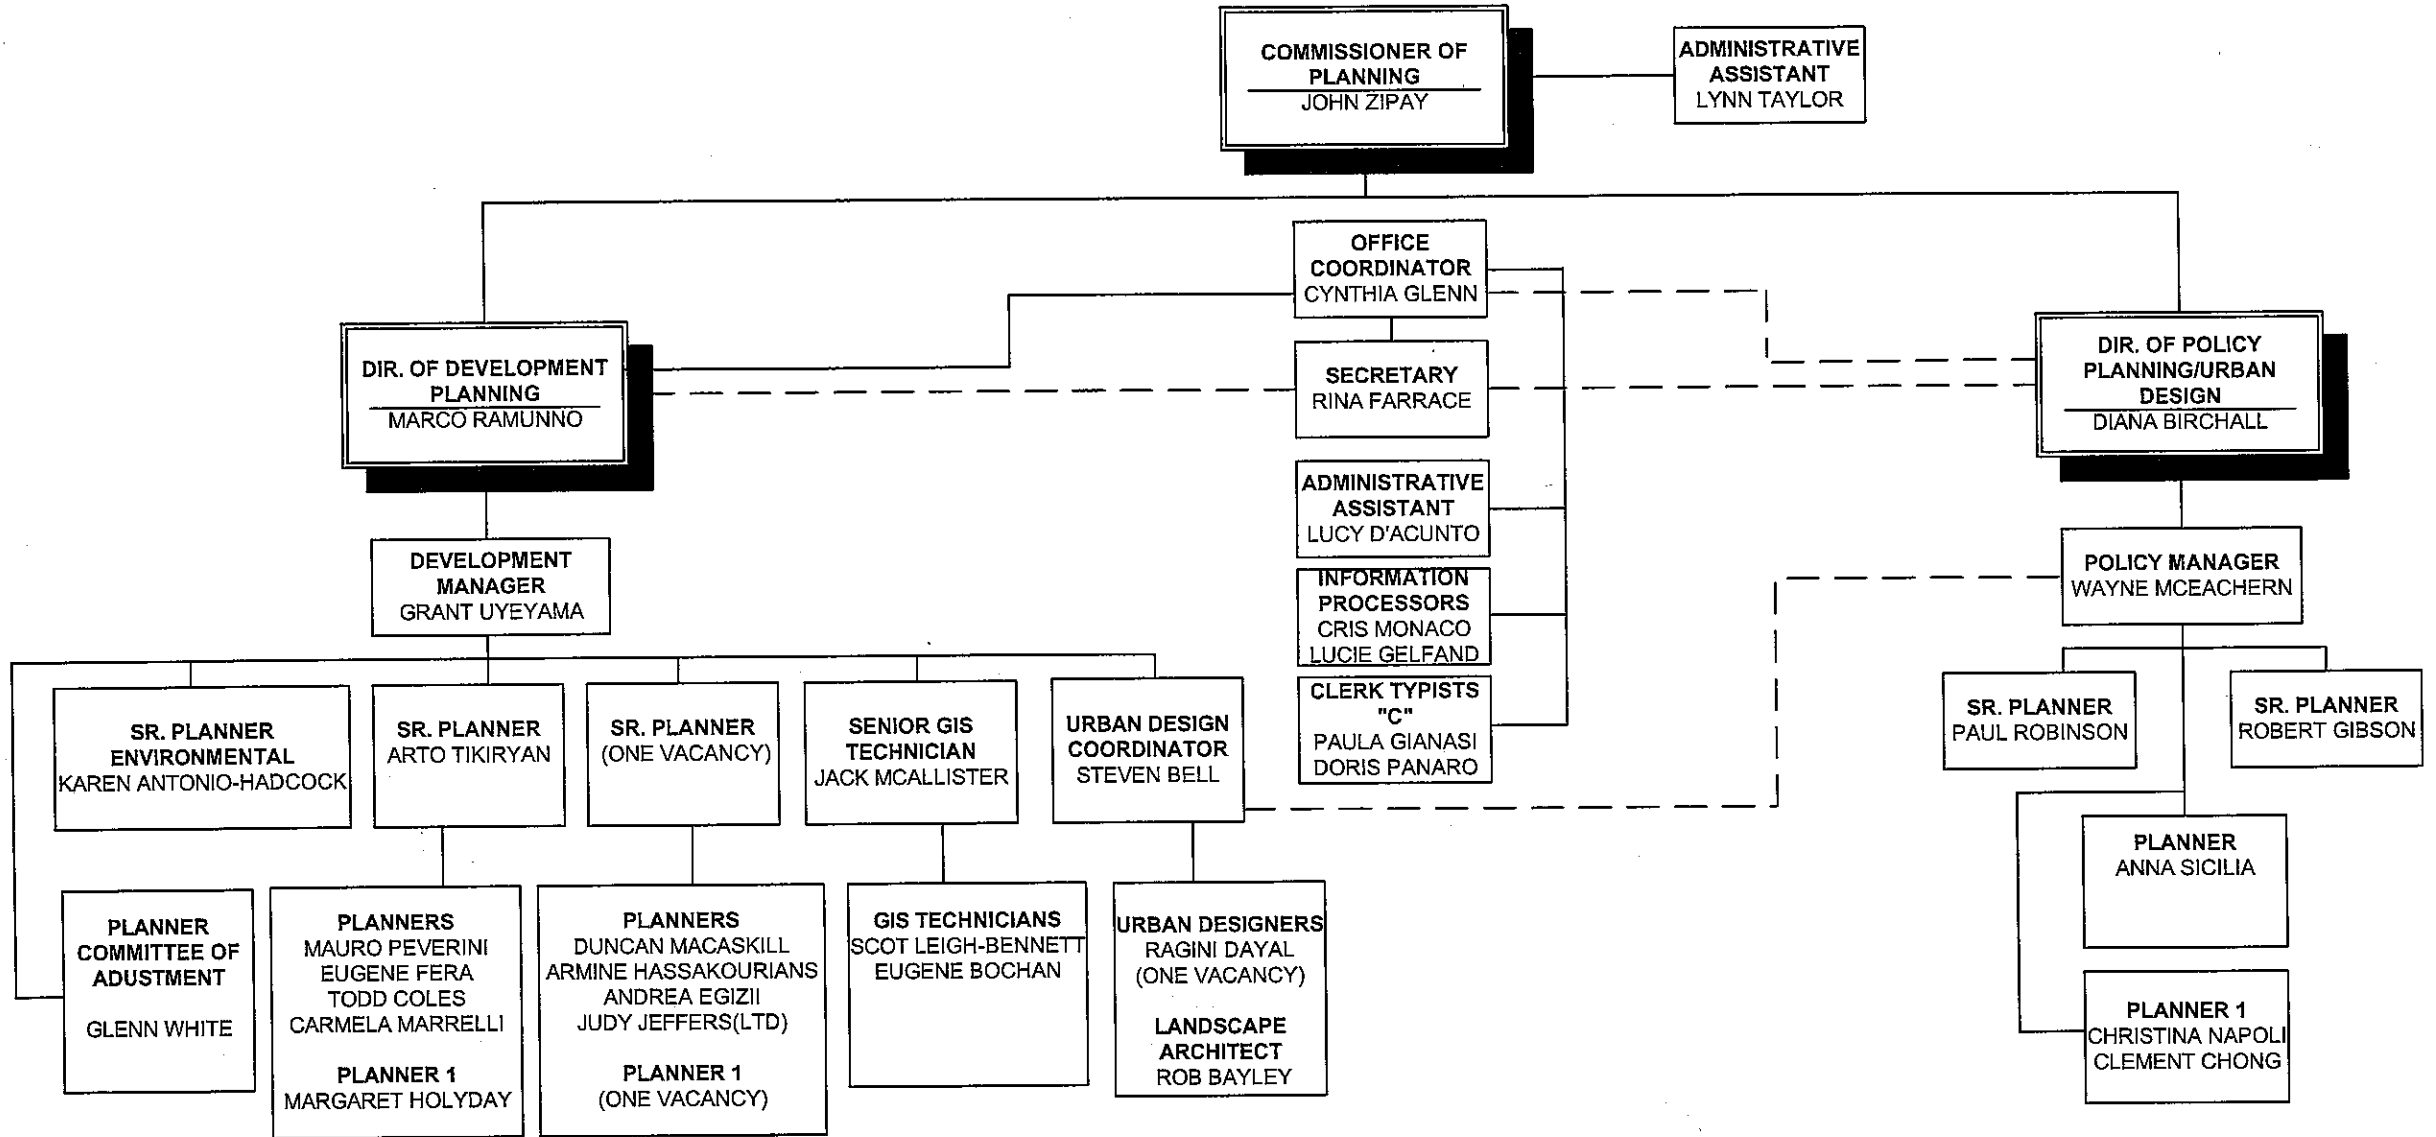 COMMISSIONER OF
PLANNING
JOHN ZIPAY
ADMINISTRATIVE
ASSISTANT
LYNN TAYLOR
OFFICE
COORDINATOR
CYNTHIA GLENN
DIR. OF DEVELOPMENT
PLANNING
MARCO RAMUNNO
SECRETARY
RINA FARRACE
DIR. OF POLICY
PLANNING/URBAN
DESIGN
DIANA BIRCHALL
ADMINISTRATIVE
ASSISTANT
LUCY D'ACUNTO
DEVELOPMENT
MANAGER
GRANT UYEYAMA
INFORMATION
PROCESSORS
CRIS MONACO
LUCIE GELFAND
POLICY MANAGER
WAYNE MCEACHERN
SR. PLANNER
ENVIRONMENTAL
KAREN ANTONIO-HADCOCK
SR. PLANNER
ARTO TIKIRYAN
SR. PLANNER
(ONE VACANCY)
SENIOR GIS
TECHNICIAN
JACK MCALLISTER
URBAN DESIGN
COORDINATOR
STEVEN BELL
CLERK TYPISTS
"C"
PAULA GIANASI
DORIS PANARO
SR. PLANNER
PAUL ROBINSON
SR. PLANNER
ROBERT GIBSON
PLANNER
ANNA SICILIA
PLANNER
COMMITTEE OF
ADUSTMENT
GLENN WHITE
PLANNERS
MAURO PEVERINI
EUGENE FERA
TODD COLES
CARMELA MARRELLI
PLANNER 1
MARGARET HOLYDAY
PLANNERS
DUNCAN MACASKILL
ARMINE HASSAKOURIANS
ANDREA EGIZII
JUDY JEFFERS(LTD)
PLANNER 1
(ONE VACANCY)
GIS TECHNICIANS
SCOT LEIGH-BENNETT
EUGENE BOCHAN
URBAN DESIGNERS
RAGINI DAYAL
(ONE VACANCY)
LANDSCAPE
ARCHITECT
ROB BAYLEY
PLANNER 1
CHRISTINA NAPOLI
CLEMENT CHONG